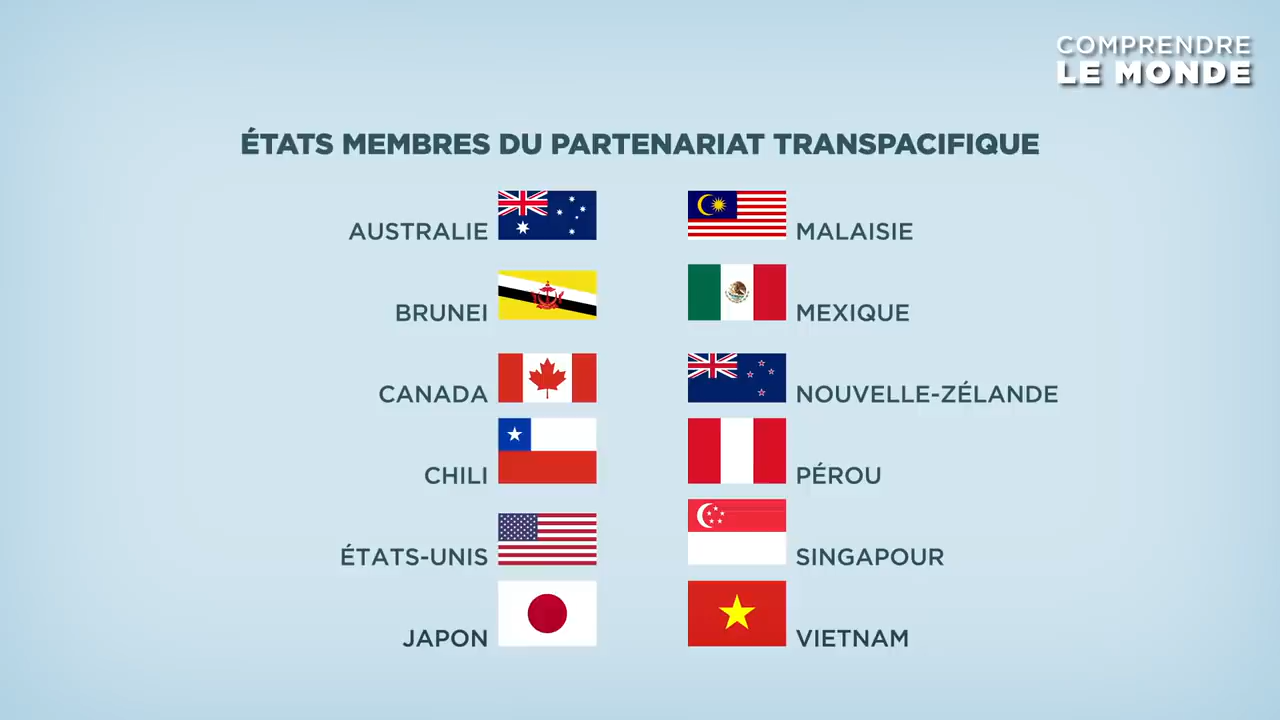 COMPRENDRE
LE MONDE
ÉTATS MEMBRES DU PARTENARIAT TRANSPACIFIQUE
AUSTRALIE
MALAISIE
BRUNEI
MEXIQUE
CANADA
NOUVELLE-ZÉLANDE
CHILI
PÉROU
ÉTATS-UNIS
SINGAPOUR
JAPON
VIETNAM